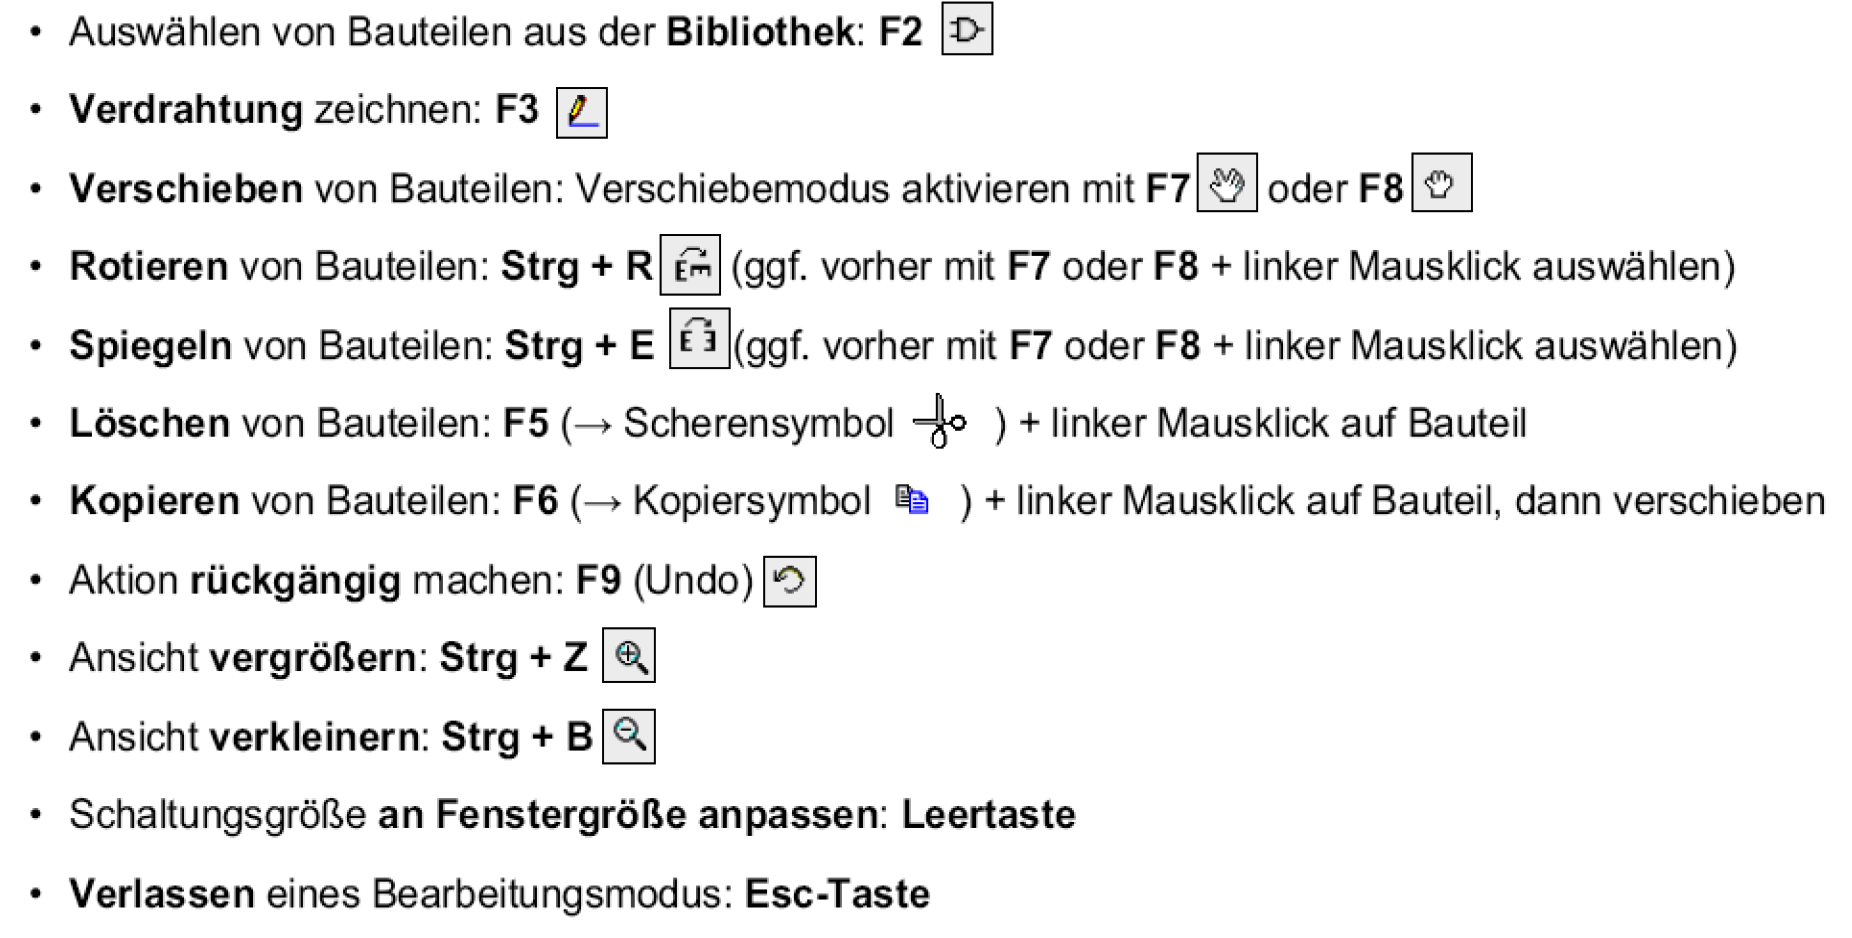 • Auswählen von Bauteilen aus der Bibliothek: F2
• Verdrahtung zeichnen: F3
• Verschieben von Bauteilen: Verschiebemodus aktivieren mit F7 oder F8
• Rotieren von Bauteilen: Strg + R (ggf. vorher mit F7 oder F8 + linker Mausklick auswählen)
• Spiegeln von Bauteilen: Strg + E (ggf. vorher mit F7 oder F8 + linker Mausklick auswählen)
• Löschen von Bauteilen: F5 (→ Scherensymbol ) + linker Mausklick auf Bauteil
• Kopieren von Bauteilen: F6 (→ Kopiersymbol ) + linker Mausklick auf Bauteil, dann verschieben
• Aktion rückgängig machen: F9 (Undo)
• Ansicht vergrößern: Strg + Z
• Ansicht verkleinern: Strg + B
• Schaltungsgröße an Fenstergröße anpassen: Leertaste
• Verlassen eines Bearbeitungsmodus: Esc-Taste